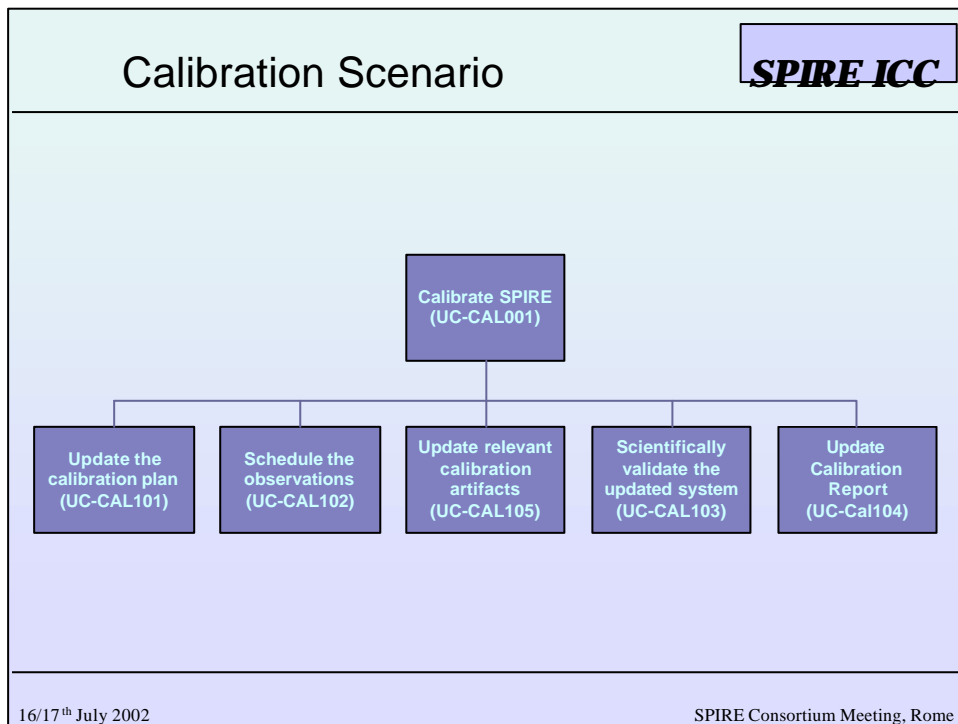 Calibration Scenario
SPIRE ICC
Calibrate SPIRE
(UC-CAL001)
Update the
calibration plan
(UC-CAL101)
Schedule the
observations
(UC-CAL102)
Update relevant
calibration
artifacts
(UC-CAL105)
Scientifically
validate the
updated system
(UC-CAL103)
Update
Calibration
Report
(UC-Cal104)
16/17th July 2002
SPIRE Consortium Meeting, Rome